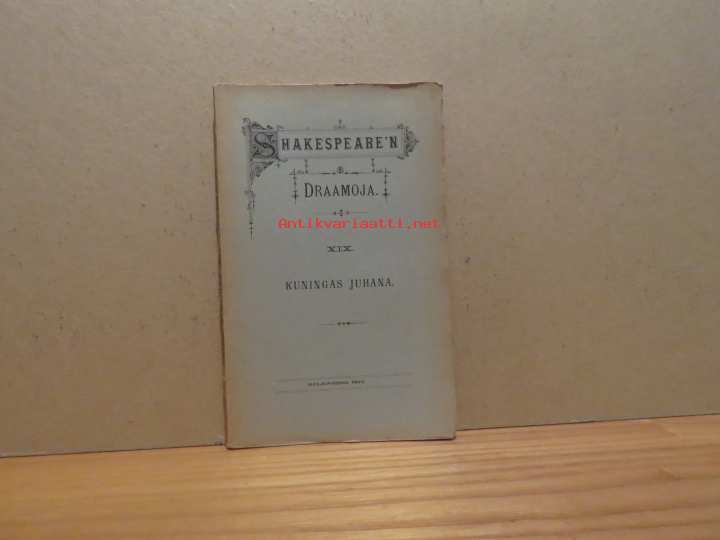 SHAKESPEARE'N
DRAAMOJA.
Antikvariaatti.net
XIX.
KUNINGAS JUHANA.